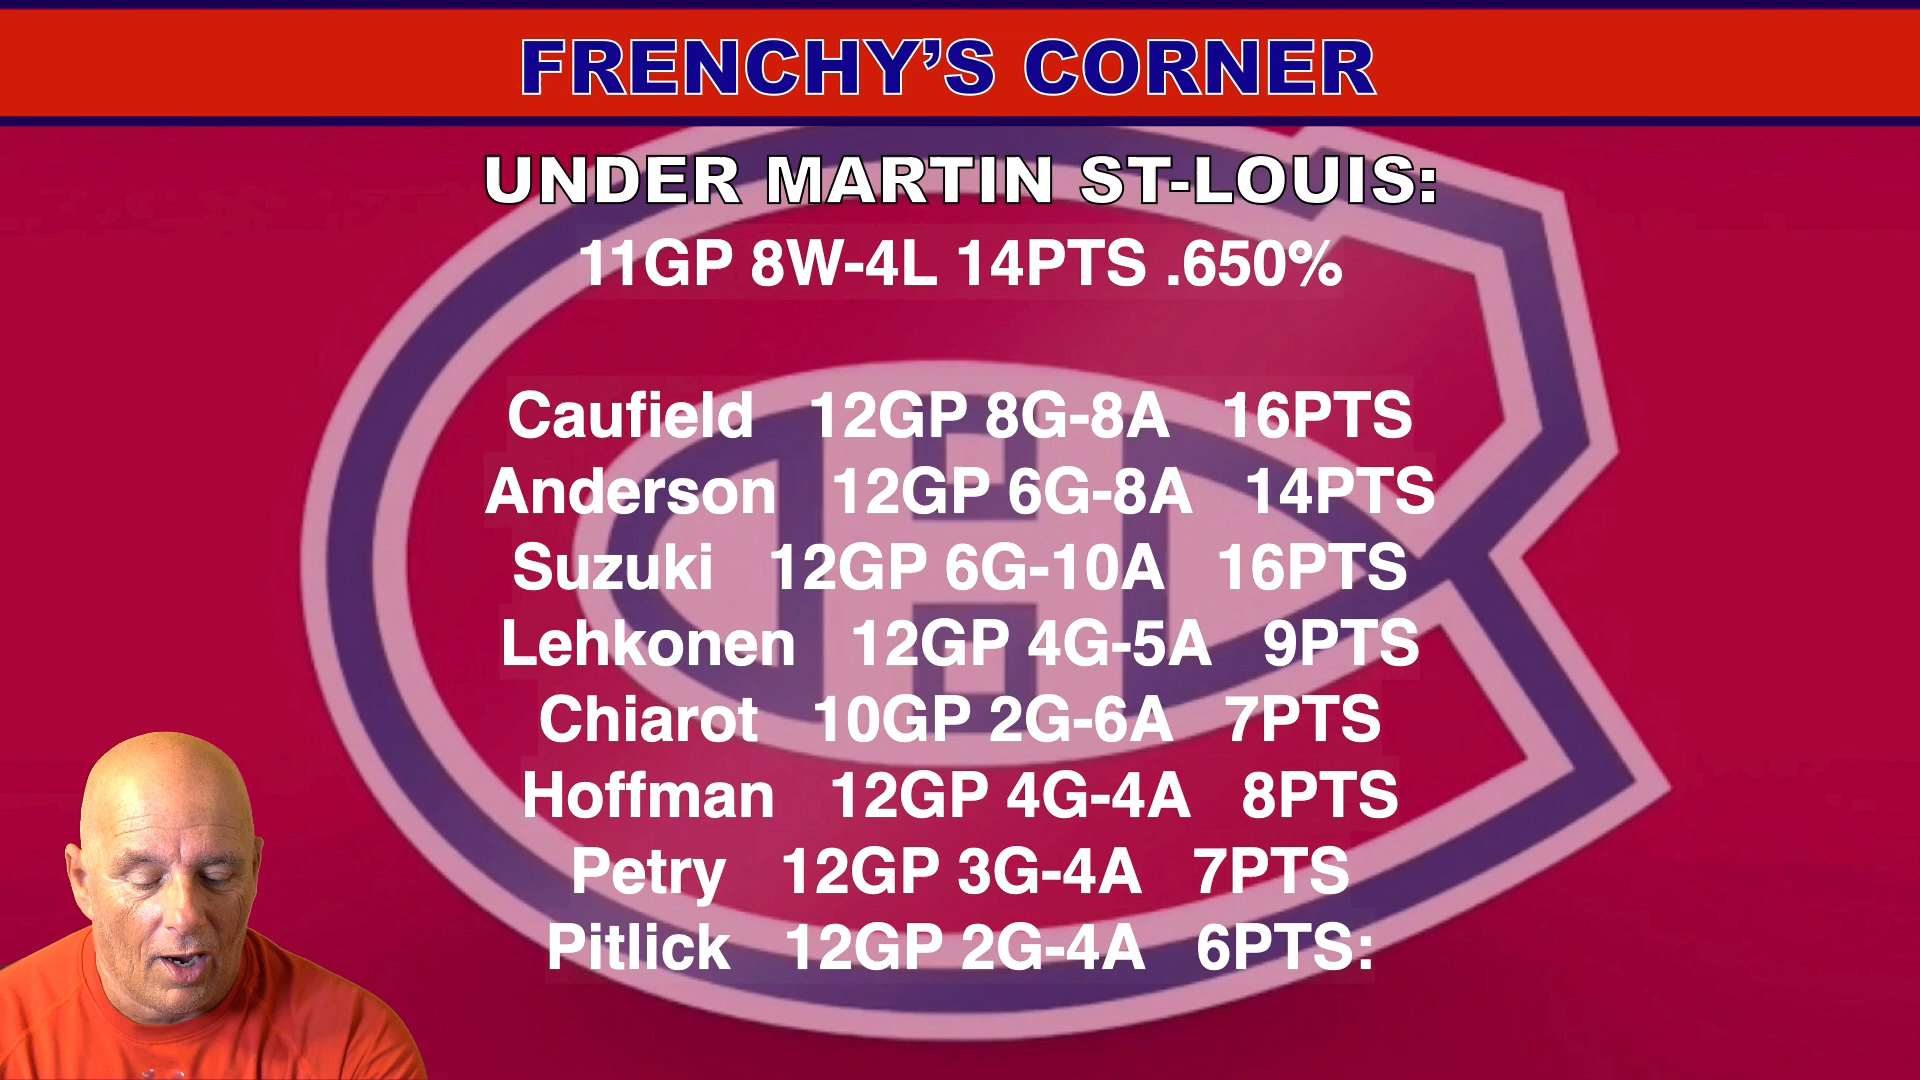 FRENCHY’S CORNER
UNDER MARTIN ST-LOUIS:
11GP 8W-4L 14PTS .650%
Caufield 12GP 8G-8A 16PTS
Anderson 12GP 6G-8A 14PTS
Suzuki 12GP 6G-10A 16PTS
Lehkonen 12GP 4G-5A 9PTS
Chiarot 10GP 2G-6A 7PTS
Hoffman 12GP 4G-4A 8PTS
Petry 12GP 3G-4A 7PTS
Pitlick 12GP 2G-4A 6PTS: